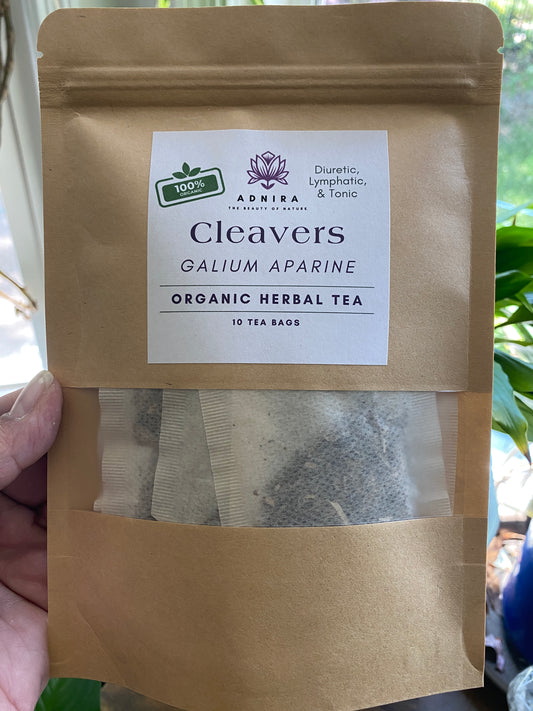 100%
ORGANIC
ADNIRA
THE BEAUTY OF NATURE
Diuretic,
Lymphatic,
& Tonic
Cleavers
GALIUM APARINE
ORGANIC HERBAL TEA
10 TEA BAGS